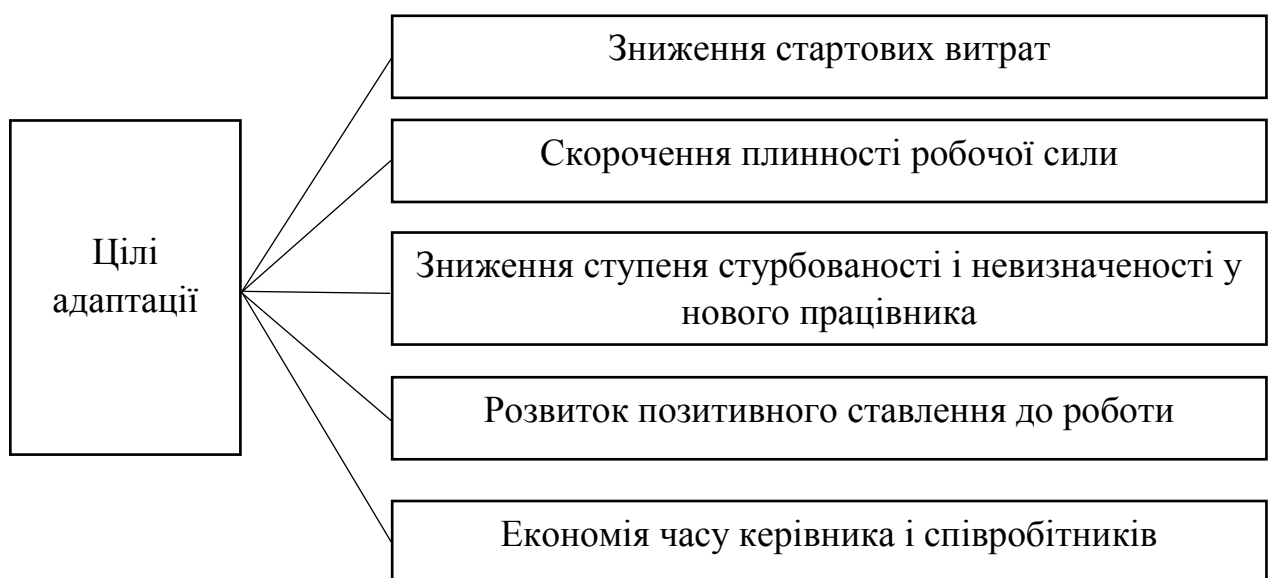 Цілі
адаптації
Зниження стартових витрат
Скорочення плинності робочої сили
Зниження ступеня стурбованості і невизначеності у
нового працівника
Розвиток позитивного ставлення до роботи
Економія часу керівника і співробітників